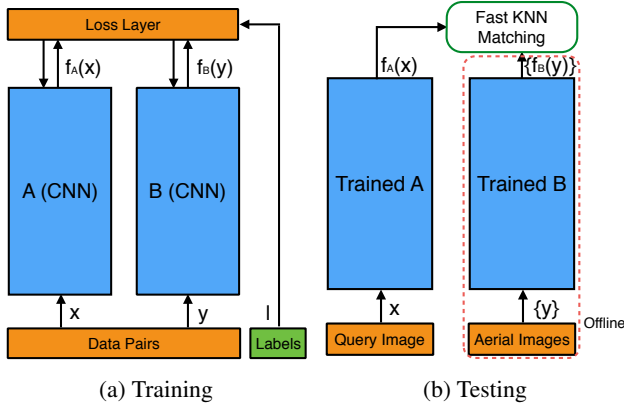 Loss Layer
fA(x)
fB(y)
A (CNN)
B (CNN)
x
y
l
Data Pairs
Labels
(a) Training
Fast KNN
Matching
fA(x)
{fB(y)}
Trained A
Trained B
x
{y}
Offline
Query Image
Aerial Images
(b) Testing